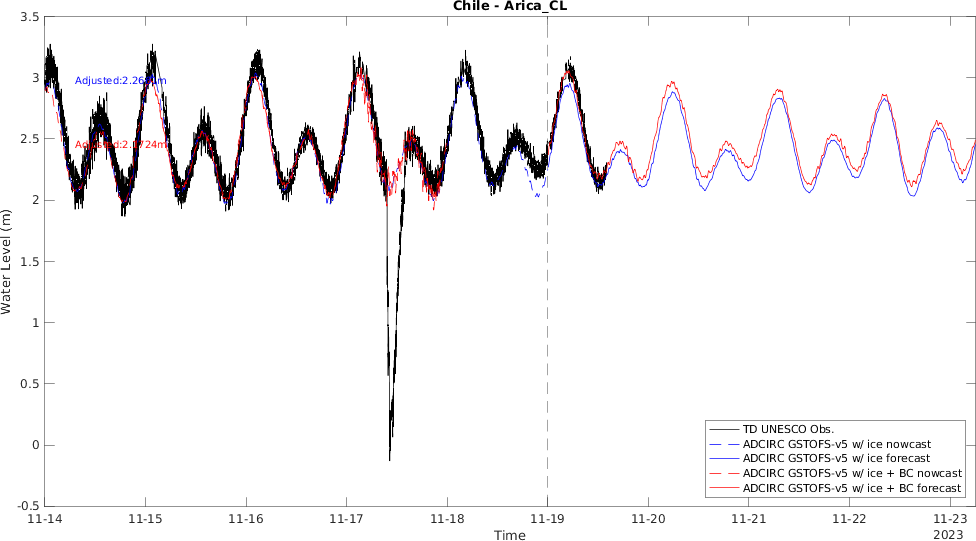 Chile - Arica_CL
3.5
3
2.5
2
1.5
1
0.5
0
-0.5
Water Level (m)
TD UNESCO Obs.
ADCIRC GSTOFS-v5 w/ ice nowcast
ADCIRC GSTOFS-v5 w/ ice forecast
ADCIRC GSTOFS-v5 w/ ice + BC nowcast
ADCIRC GSTOFS-v5 w/ ice + BC forecast
11-14 11-15 11-16 11-17 11-18 11-19 11-20 11-21 11-22 11-23
Time
2023